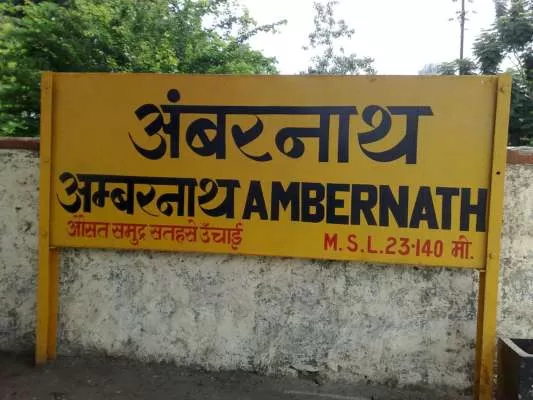 अंबरनाथ
अम्बरनाथ AMBERNATH
औसत समुद्र सतहसे उँचाई M.S.L.23·140 मी.